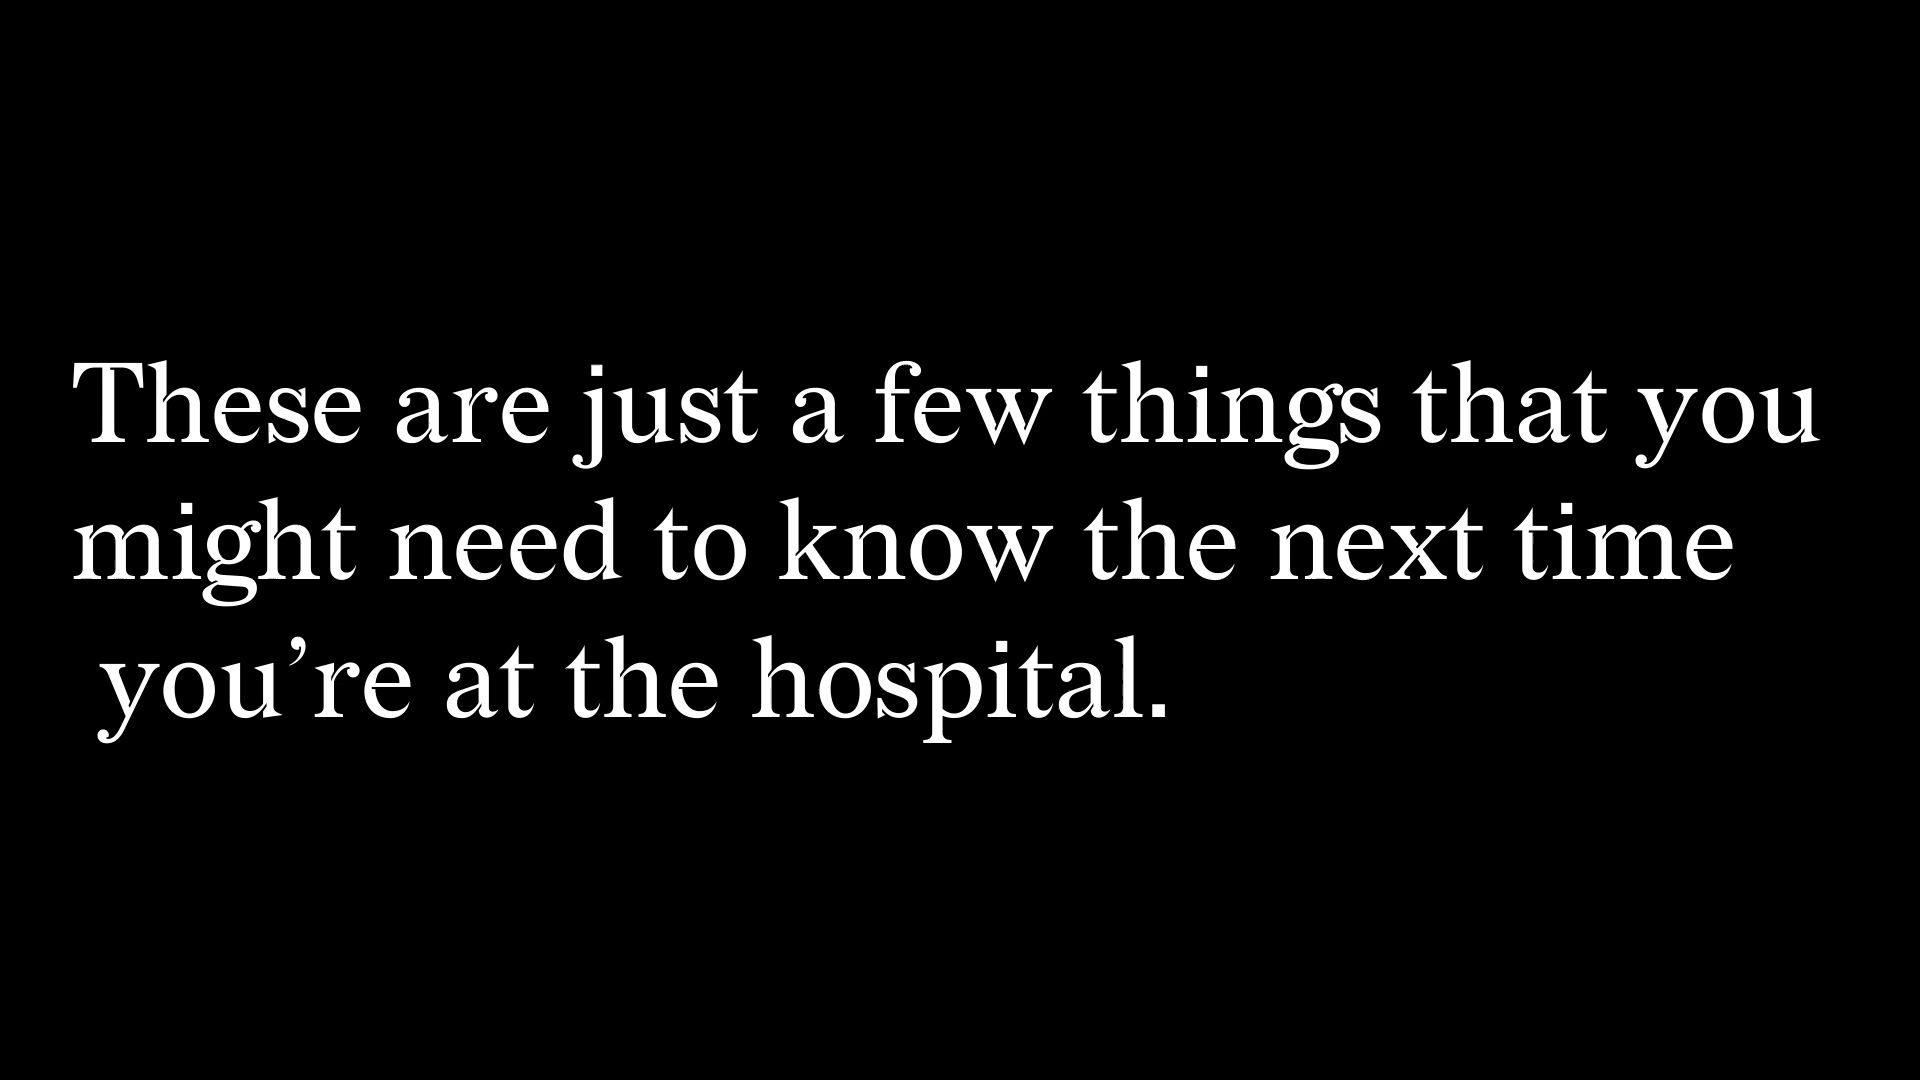 These are just a few things that you
might need to know the next time
you’re at the hospital.